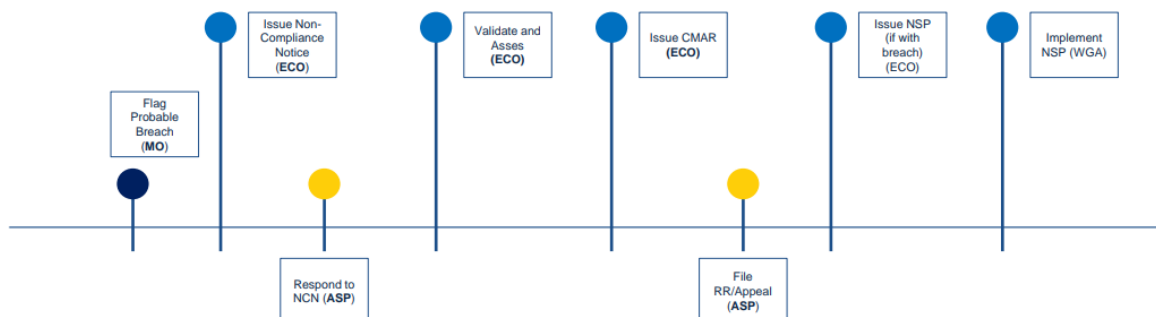 Issue Non-
Compliance
Notice
(ECO)
Validate and
Asses
(ECO)
Issue CMAR
(ECO)
Issue NSP
(if with
breach)
(ECO)
Implement
NSP (WGA)
Flag
Probable
Breach
(MO)
Respond to
NCN (ASP)
File
RR/Appeal
(ASP)